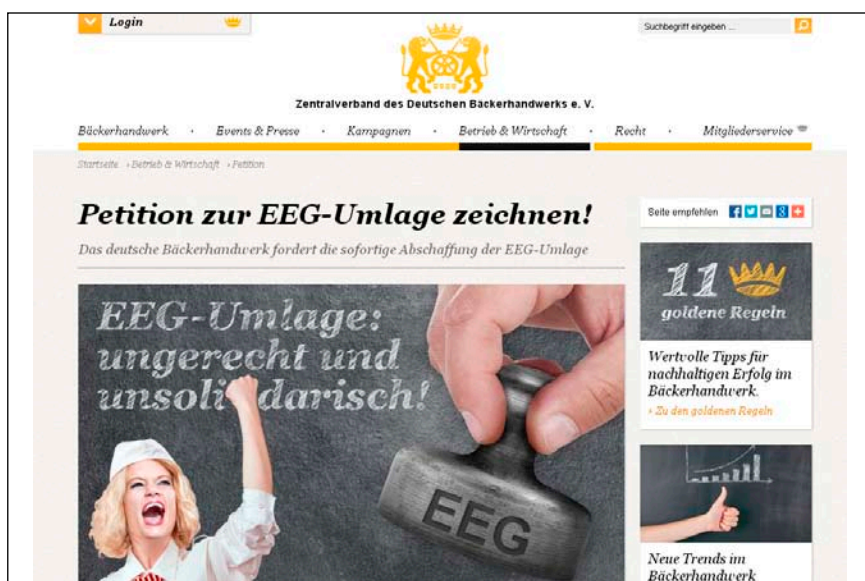 Login
Suchbegriff eingeben ...
Zentralverband des Deutschen Bäckerhandwerks e. V.
Bäckerhandwerk · Events & Presse · Kampagnen · Betrieb & Wirtschaft · Recht · Mitgliederservice
Startseite › Betrieb & Wirtschaft › Petition
Petition zur EEG-Umlage zeichnen!
Das deutsche Bäckerhandwerk fordert die sofortige Abschaffung der EEG-Umlage
EEG-Umlage:
ungerecht und
unsolidarisch!
EEG
Seite empfehlen
11
goldene Regeln
Wertvolle Tipps für
nachhaltigen Erfolg im
Bäckerhandwerk.
› Zu den goldenen Regeln
Neue Trends im
Bäckerhandwerk